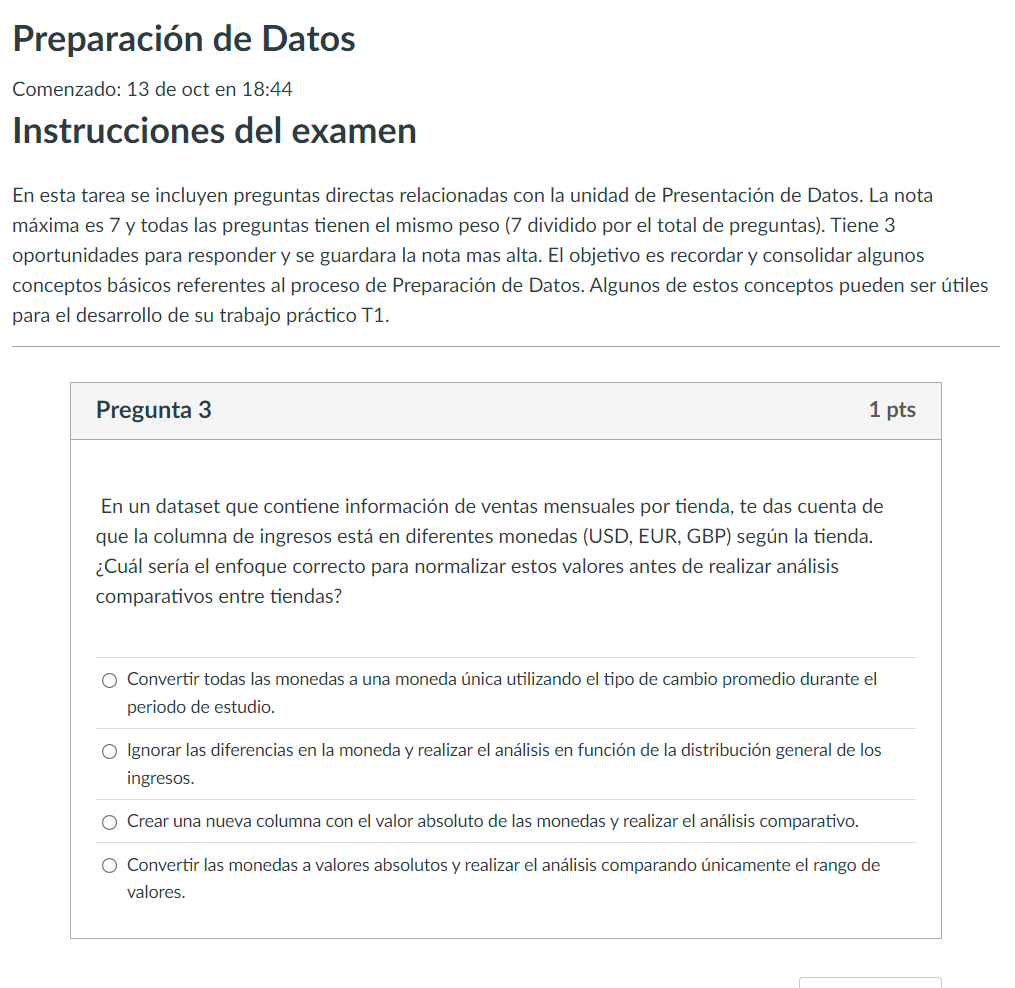 Preparación de Datos
Comenzado: 13 de oct en 18:44
Instrucciones del examen
En esta tarea se incluyen preguntas directas relacionadas con la unidad de Presentación de Datos. La nota
máxima es 7 y todas las preguntas tienen el mismo peso (7 dividido por el total de preguntas). Tiene 3
oportunidades para responder y se guardara la nota mas alta. El objetivo es recordar y consolidar algunos
conceptos básicos referentes al proceso de Preparación de Datos. Algunos de estos conceptos pueden ser útiles
para el desarrollo de su trabajo práctico T1.
Pregunta 3 1 pts
En un dataset que contiene información de ventas mensuales por tienda, te das cuenta de
que la columna de ingresos está en diferentes monedas (USD, EUR, GBP) según la tienda.
¿Cuál sería el enfoque correcto para normalizar estos valores antes de realizar análisis
comparativos entre tiendas?
Convertir todas las monedas a una moneda única utilizando el tipo de cambio promedio durante el
periodo de estudio.
Ignorar las diferencias en la moneda y realizar el análisis en función de la distribución general de los
ingresos.
Crear una nueva columna con el valor absoluto de las monedas y realizar el análisis comparativo.
Convertir las monedas a valores absolutos y realizar el análisis comparando únicamente el rango de
valores.